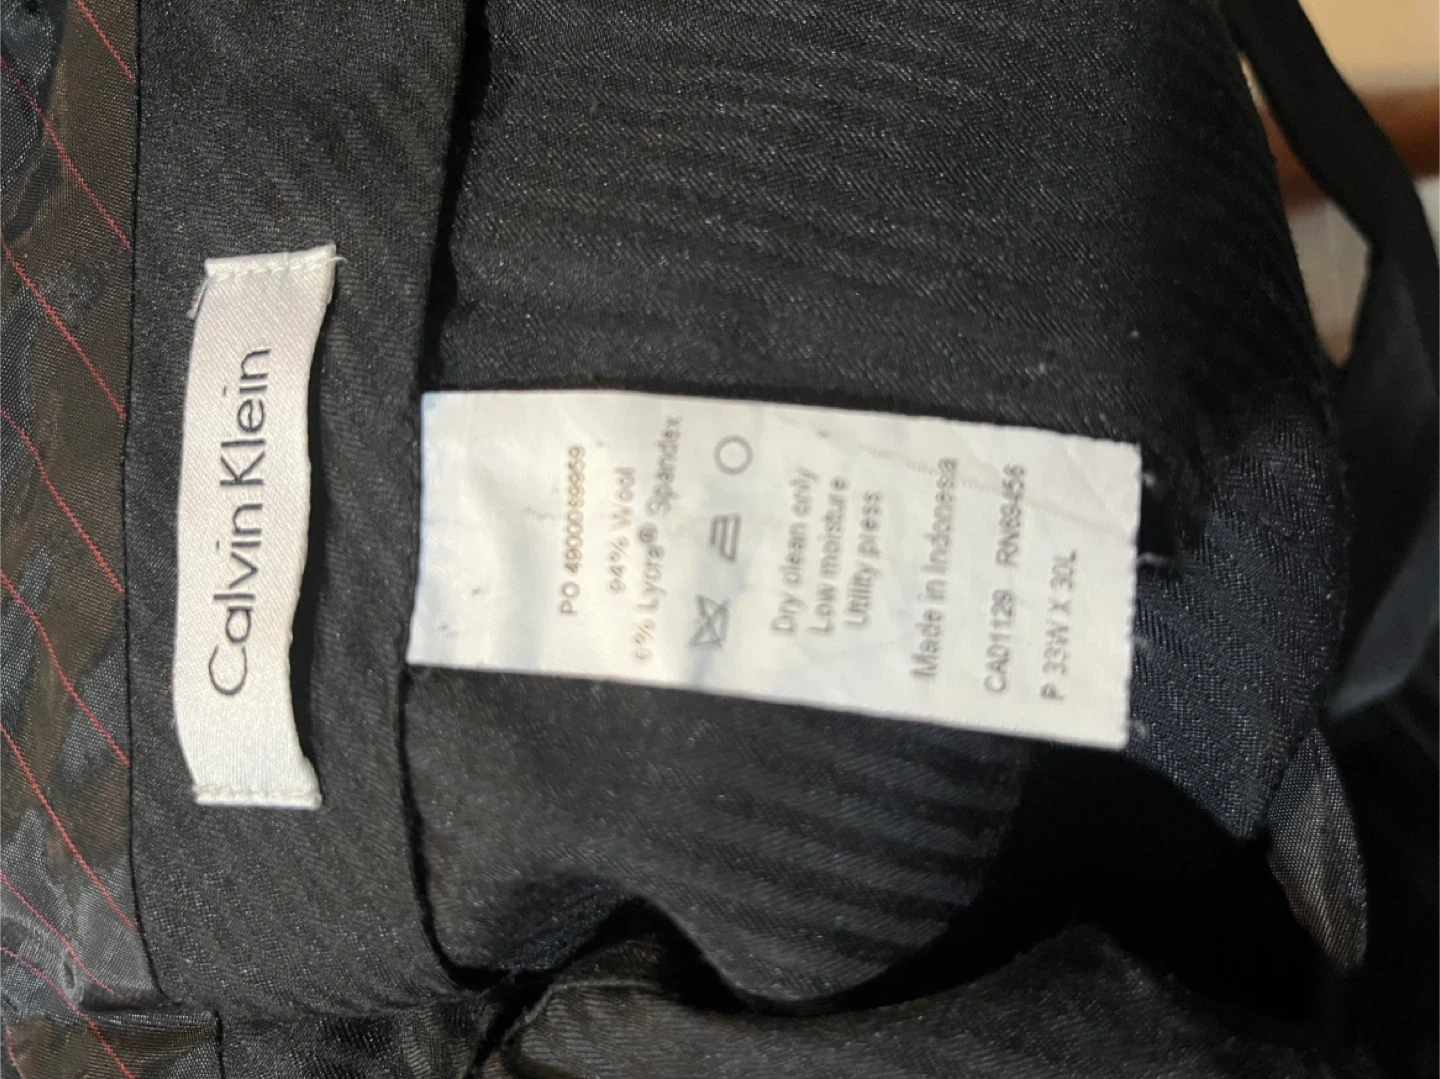 Calvin Klein
PO 4900089959
94% Wool
6% Lycra® Spandex
Dry clean only
Low moisture
Utility press
Made in Indonesia
CA01129 RN69456
P 33W X 30L